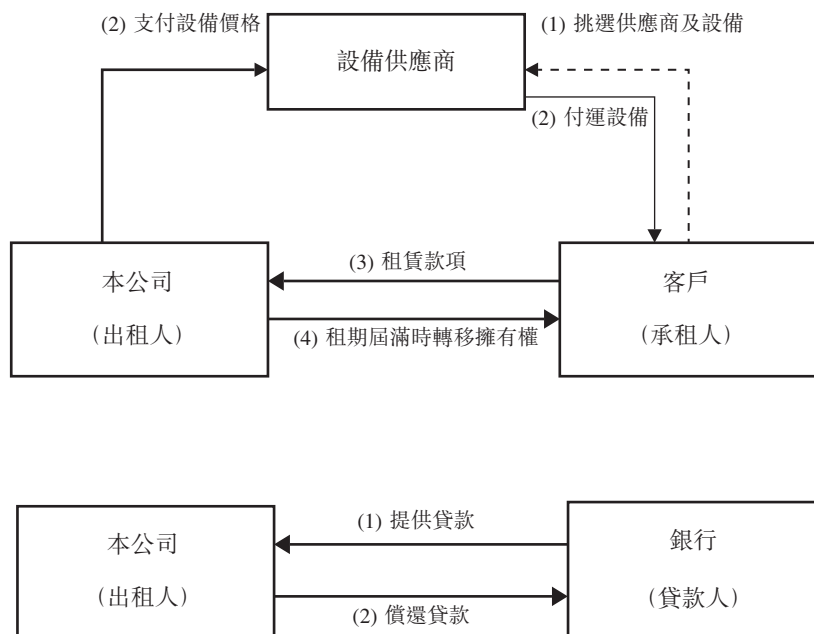 (2) 支付設備價格
(1) 挑選供應商及設備
設備供應商
(2) 付運設備
本公司
(出租人)
(3) 租賃款項
(4) 租期屆滿時轉移擁有權
客戶
(承租人)
本公司
(出租人)
(1) 提供貸款
(2) 償還貸款
銀行
(貸款人)